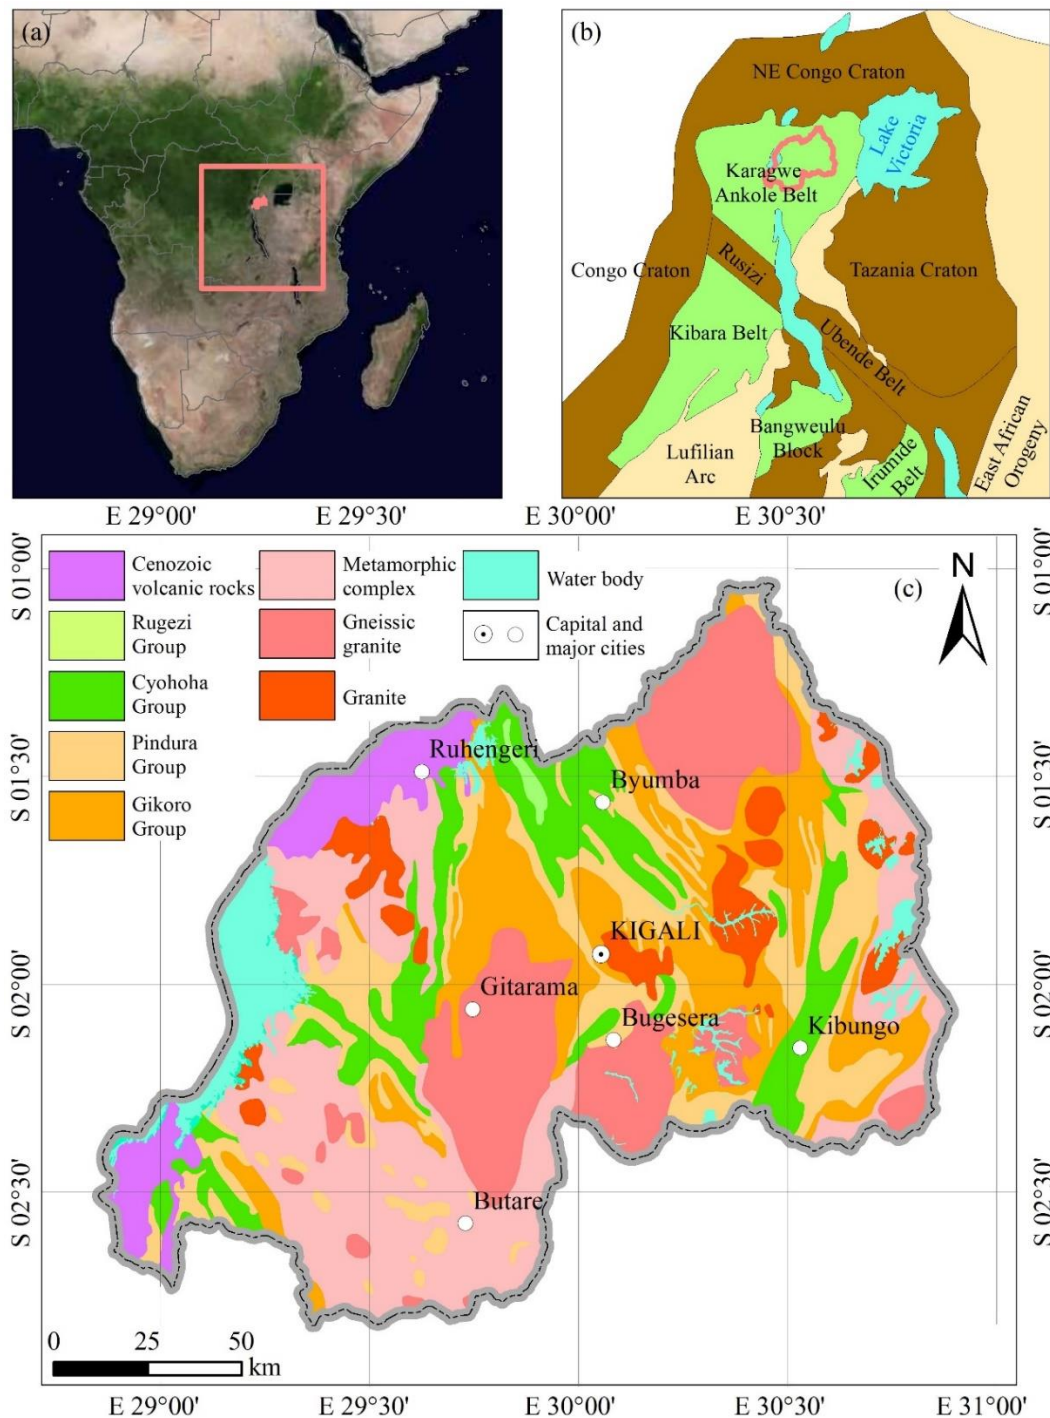 (a)
(b)
NE Congo Craton
Lake
Victoria
Karagwe
Ankole Belt
Congo Craton
Rusizi
Tazania Craton
Kibara Belt
Ubende Belt
Bangweulu
Block
Lufilian
Arc
Irumide
Belt
East African
Orogeny
E 29°00' E 29°30' E 30°00' E 30°30'
S 01°00' S 01°00'
S 01°30' S 01°30'
S 02°00' S 02°00'
S 02°30' S 02°30'
Cenozoic
volcanic rocks
Rugezi
Group
Cyohoha
Group
Pindura
Group
Gikoro
Group
Metamorphic
complex
Gneissic
granite
Granite
Water body
Capital and
major cities
(c)
N
Ruhengeri
Byumba
KIGALI
Gitarama
Bugesera
Kibungo
Butare
0 25 50
km
E 29°00' E 29°30' E 30°00' E 30°30' E 31°00'